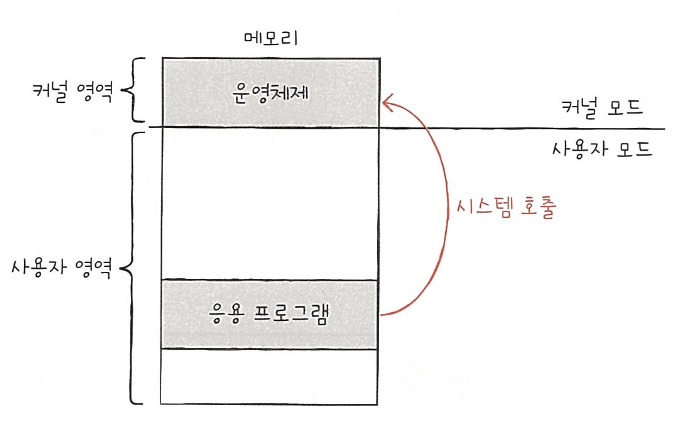 메모리
커널 영역
운영체제
커널 모드
사용자 모드
시스템 호출
사용자 영역
응용 프로그램